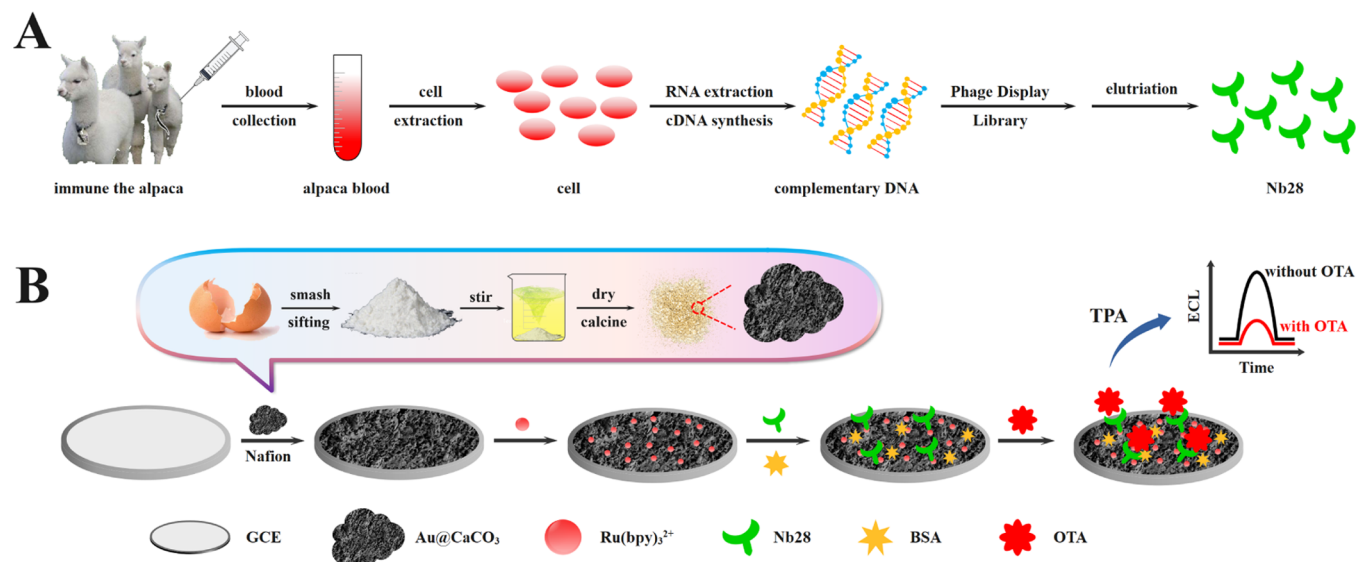 A
blood
collection
cell
extraction
RNA extraction
cDNA synthesis
Phage Display
Library
elutriation
immune the alpaca
alpaca blood
cell
complementary DNA
Nb28
B
smash
sifting
stir
dry
calcine
TPA
ECL
without OTA
with OTA
Time
Nafion
GCE
Au@CaCO₃
Ru(bpy)₃²⁺
Nb28
BSA
OTA